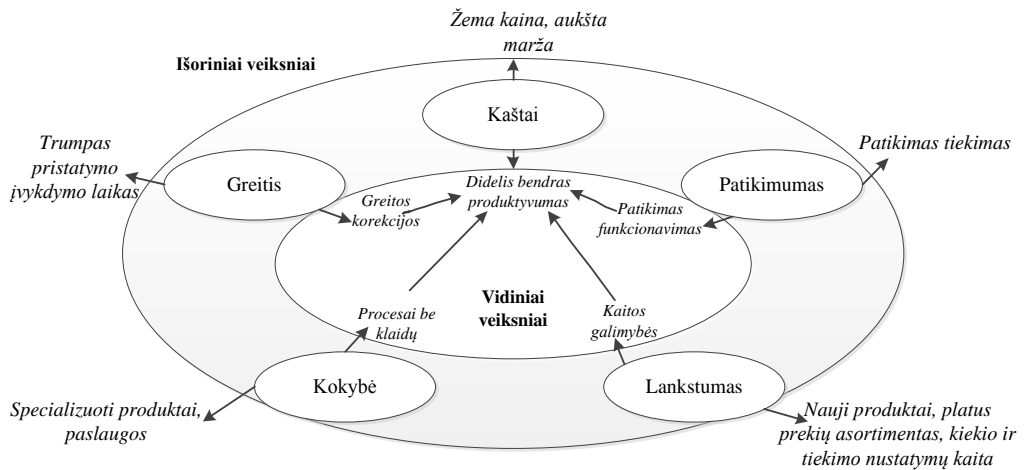 Žema kaina, aukšta
marža
Išoriniai veiksniai
Kaštai
Trumpas
pristatymo
įvykdymo laikas
Greitis
Patikimumas
Patikimas tiekimas
Didelis bendras
produktyvumas
Greitos
korekcijos
Patikimas
funkcionavimas
Vidiniai
veiksniai
Procesai be
klaidų
Kaitos
galimybės
Kokybė
Lankstumas
Specializuoti produktai,
paslaugos
Nauji produktai, platus
prekių asortimentas, kiekio ir
tiekimo nustatymų kaita